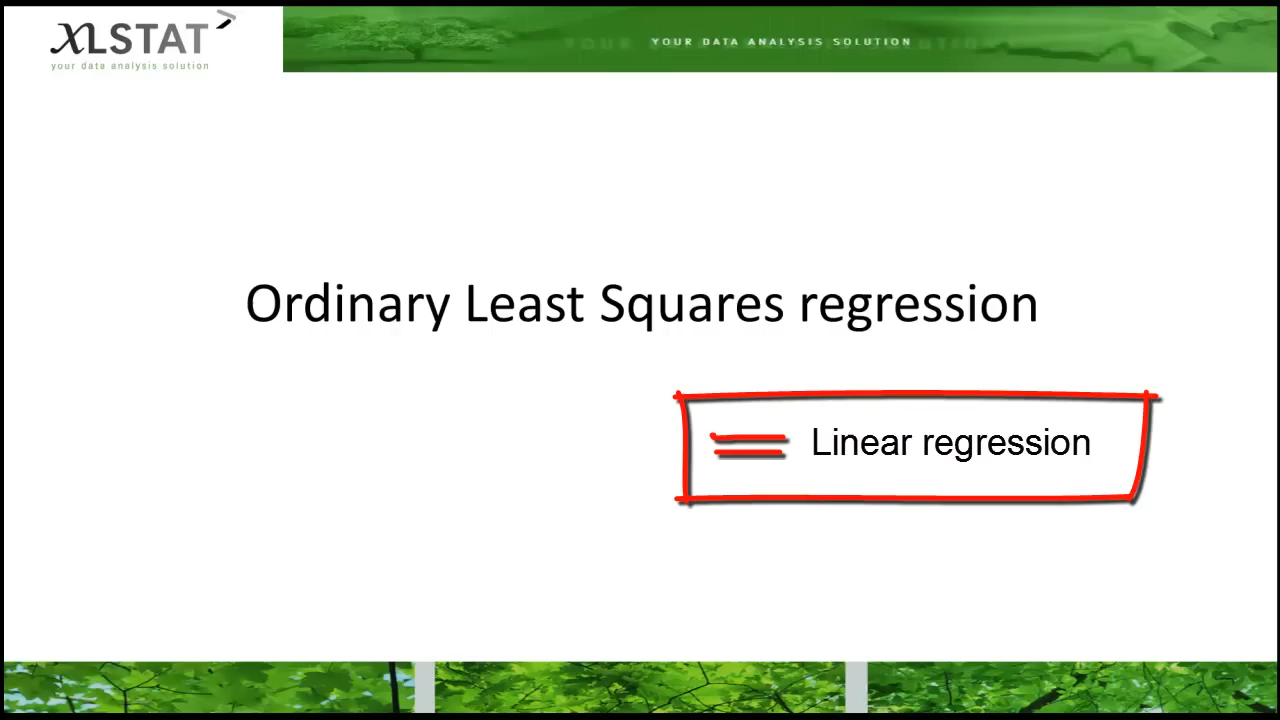 XLSTAT
your data analysis solution
YOUR DATA ANALYSIS SOLUTION
Ordinary Least Squares regression
= Linear regression